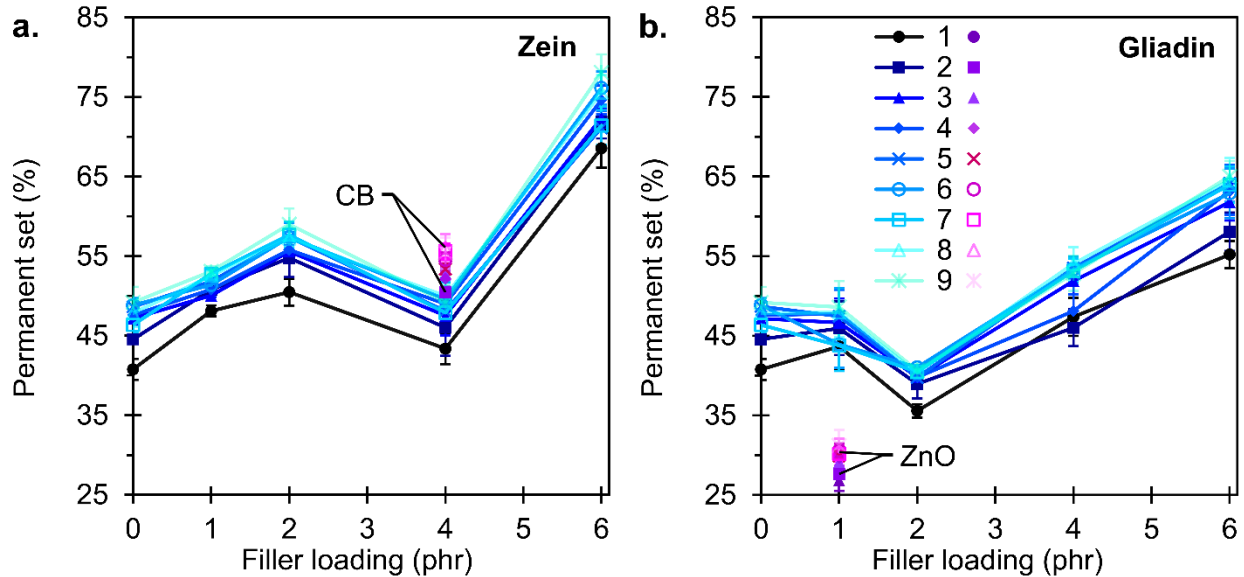 a.
Zein
85
75
65
55
45
35
25
Permanent set (%)
CB
0 1 2 3 4 5 6
Filler loading (phr)
b.
Gliadin
85
75
65
55
45
35
25
Permanent set (%)
1
2
3
4
5
6
7
8
9
ZnO
0 1 2 3 4 5 6
Filler loading (phr)